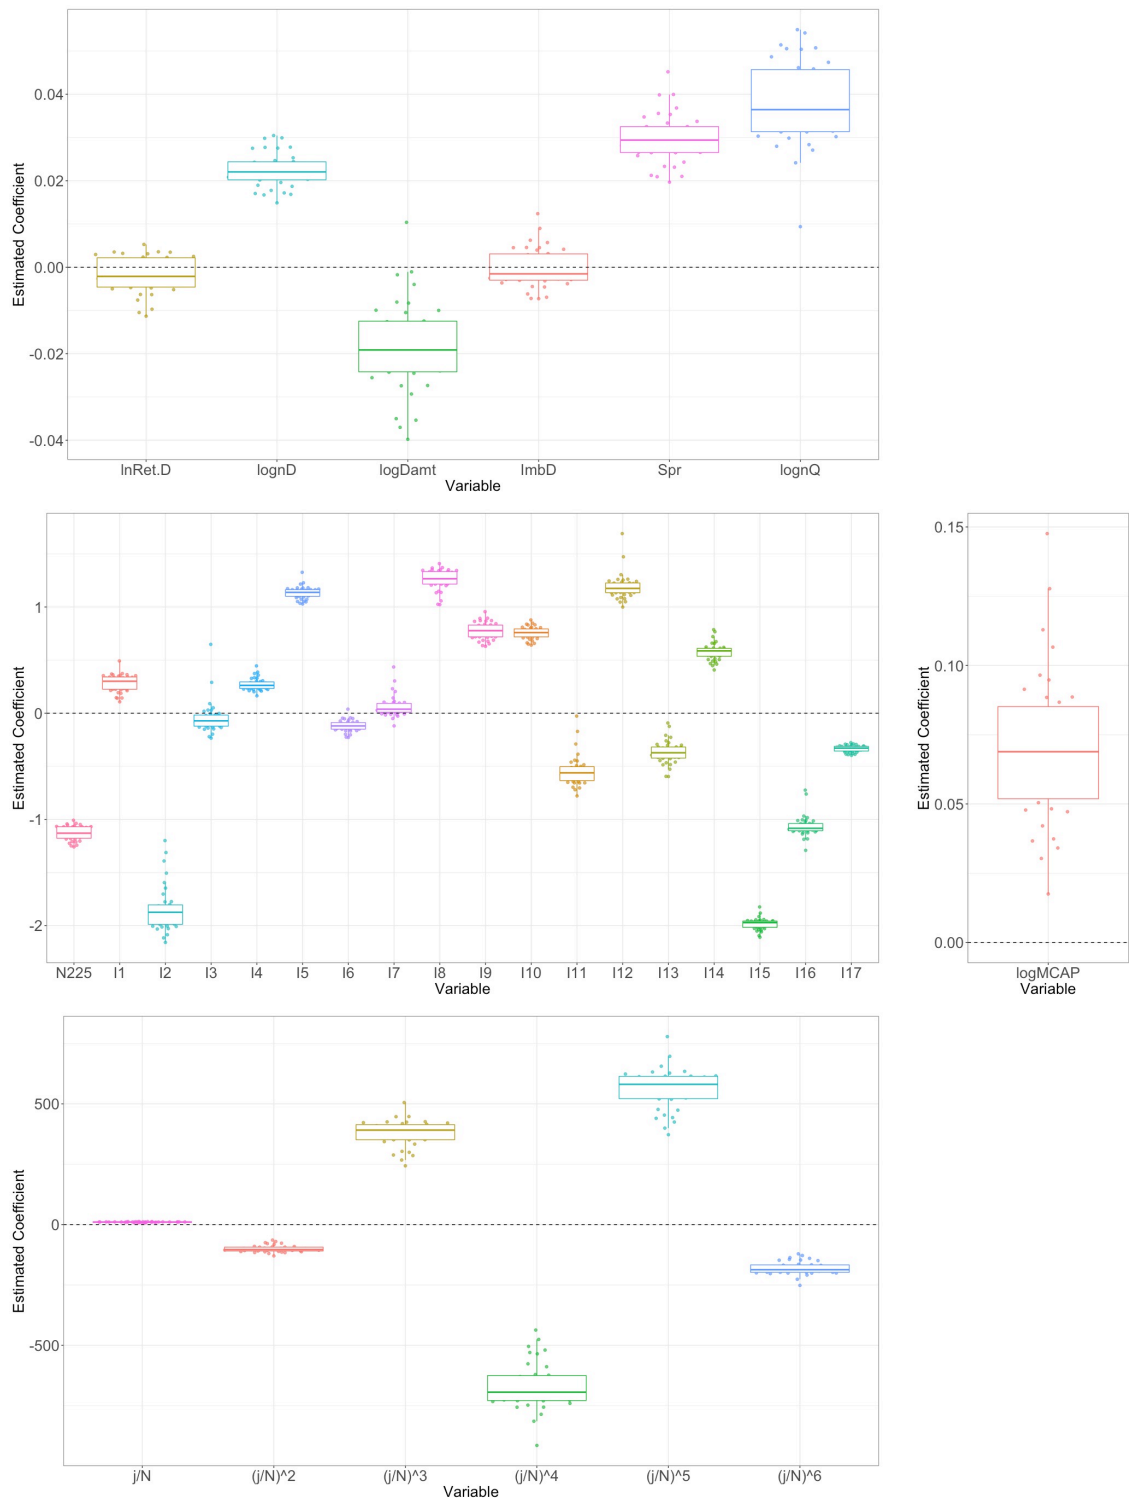 Estimated Coefficient
0.04
0.02
0.00
-0.02
-0.04
lnRet.D lognD logDamt ImbD Spr lognQ
Variable
Estimated Coefficient
1
0
-1
-2
N225 I1 I2 I3 I4 I5 I6 I7 I8 I9 I10 I11 I12 I13 I14 I15 I16 I17
Variable
Estimated Coefficient
0.15
0.10
0.05
0.00
logMCAP
Variable
Estimated Coefficient
500
0
-500
j/N (j/N)^2 (j/N)^3 (j/N)^4 (j/N)^5 (j/N)^6
Variable